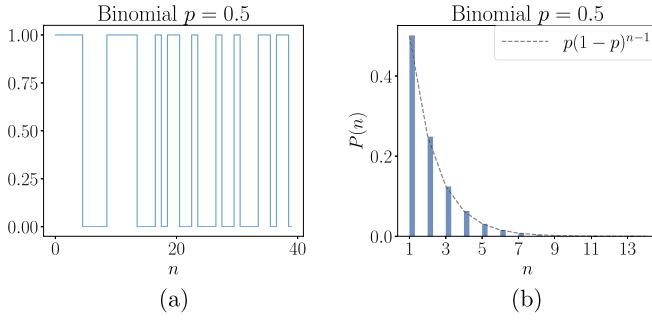 Binomial p = 0.5
1.00
0.75
0.50
0.25
0.00
0 20 40
n
(a)
Binomial p = 0.5
p(1 − p)^{n−1}
P(n)
0.4
0.2
0.0
1 3 5 7 9 11 13
n
(b)